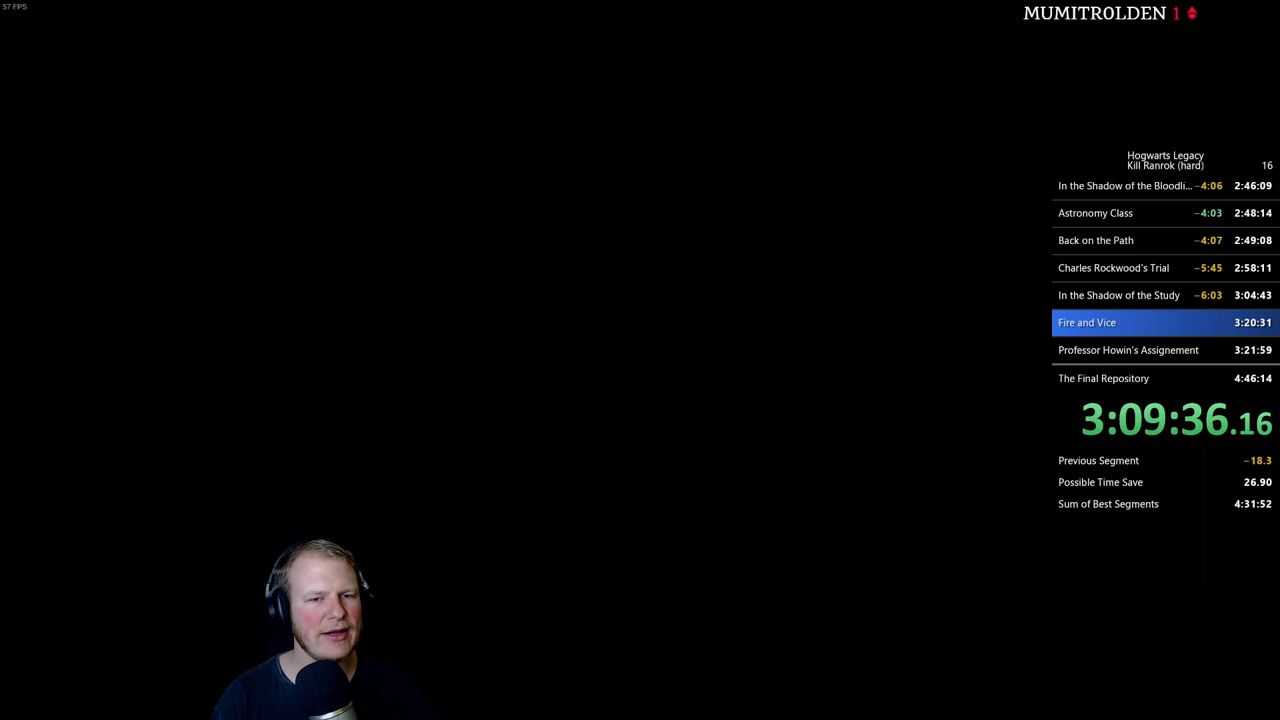 57 FPS
MUMITR0LDEN 1
Hogwarts Legacy
Kill Ranrok (hard) 16
In the Shadow of the Bloodli... −4:06 2:46:09
Astronomy Class −4:03 2:48:14
Back on the Path −4:07 2:49:08
Charles Rockwood's Trial −5:45 2:58:11
In the Shadow of the Study −6:03 3:04:43
Fire and Vice 3:20:31
Professor Howin's Assignement 3:21:59
The Final Repository 4:46:14
3:09:36.16
Previous Segment −18.3
Possible Time Save 26.90
Sum of Best Segments 4:31:52